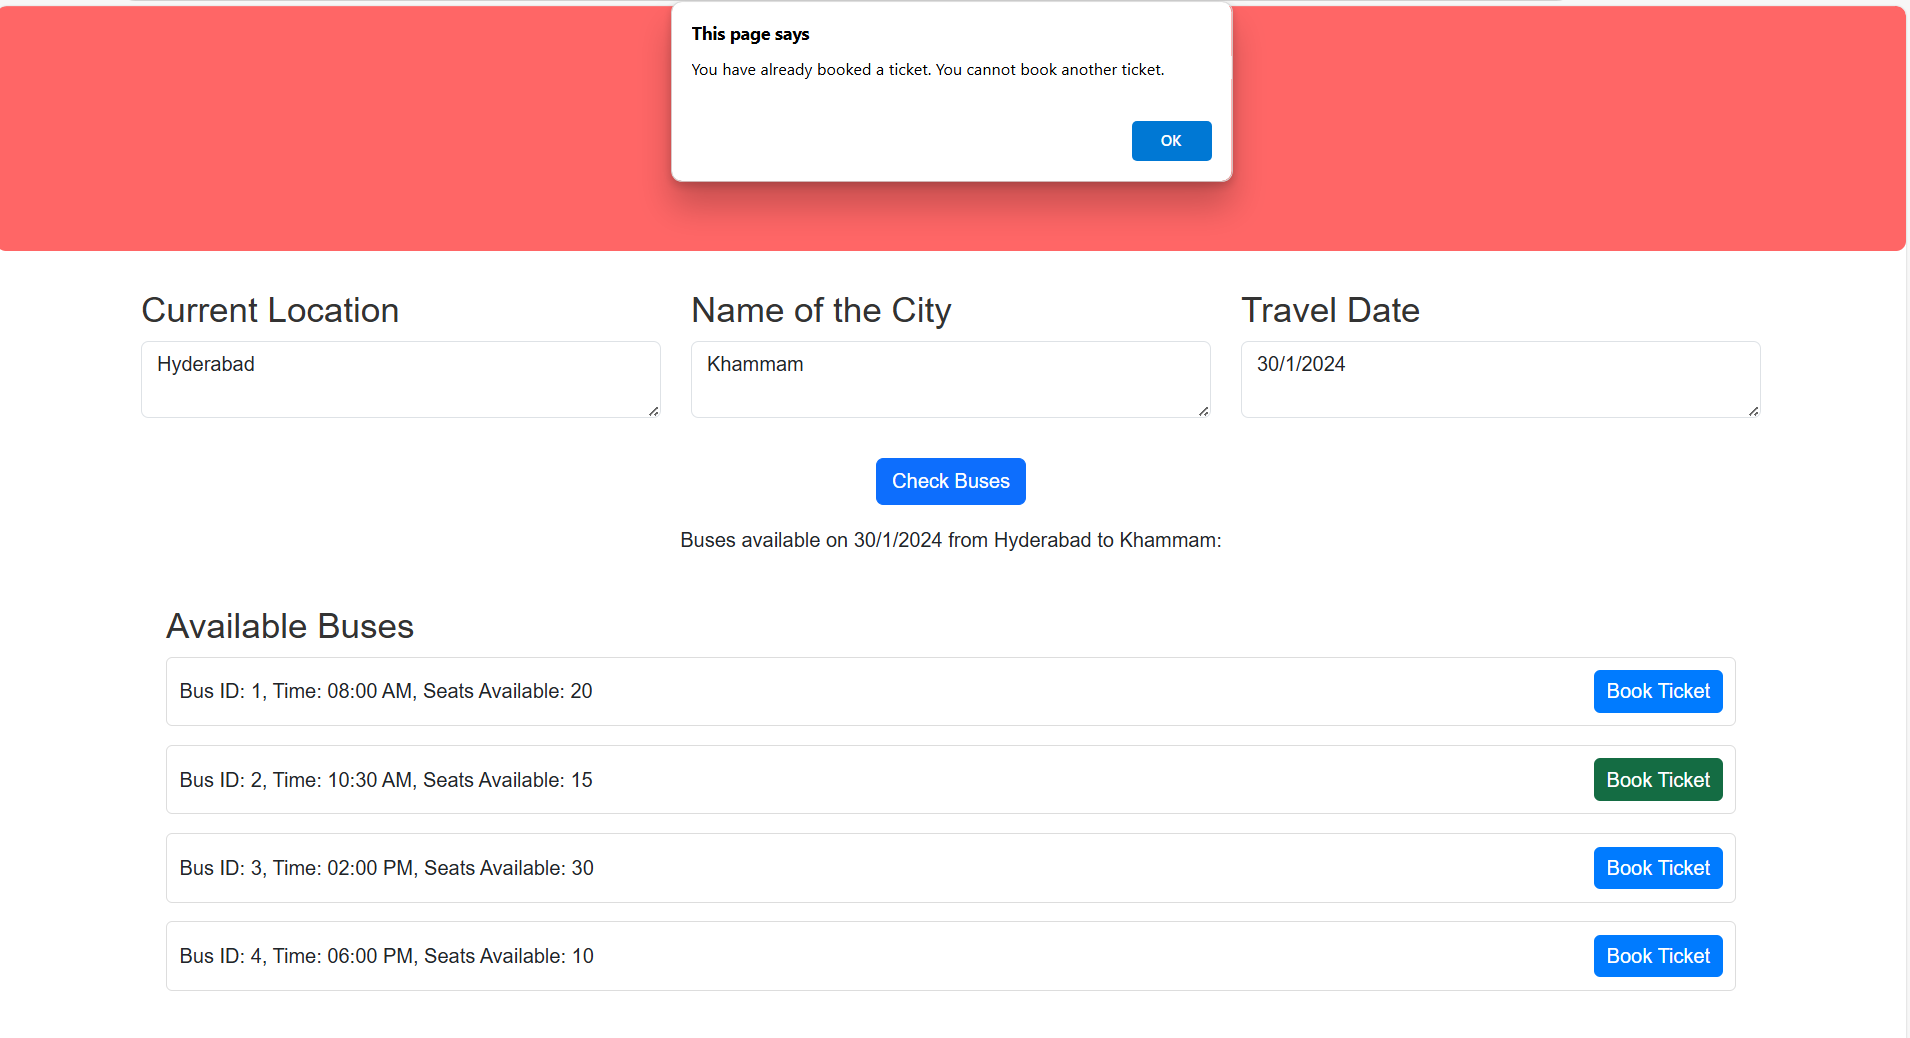 This page says
You have already booked a ticket. You cannot book another ticket.
OK
Current Location
Name of the City
Travel Date
Hyderabad
Khammam
30/1/2024
Check Buses
Buses available on 30/1/2024 from Hyderabad to Khammam:
Available Buses
Bus ID: 1, Time: 08:00 AM, Seats Available: 20
Book Ticket
Bus ID: 2, Time: 10:30 AM, Seats Available: 15
Book Ticket
Bus ID: 3, Time: 02:00 PM, Seats Available: 30
Book Ticket
Bus ID: 4, Time: 06:00 PM, Seats Available: 10
Book Ticket